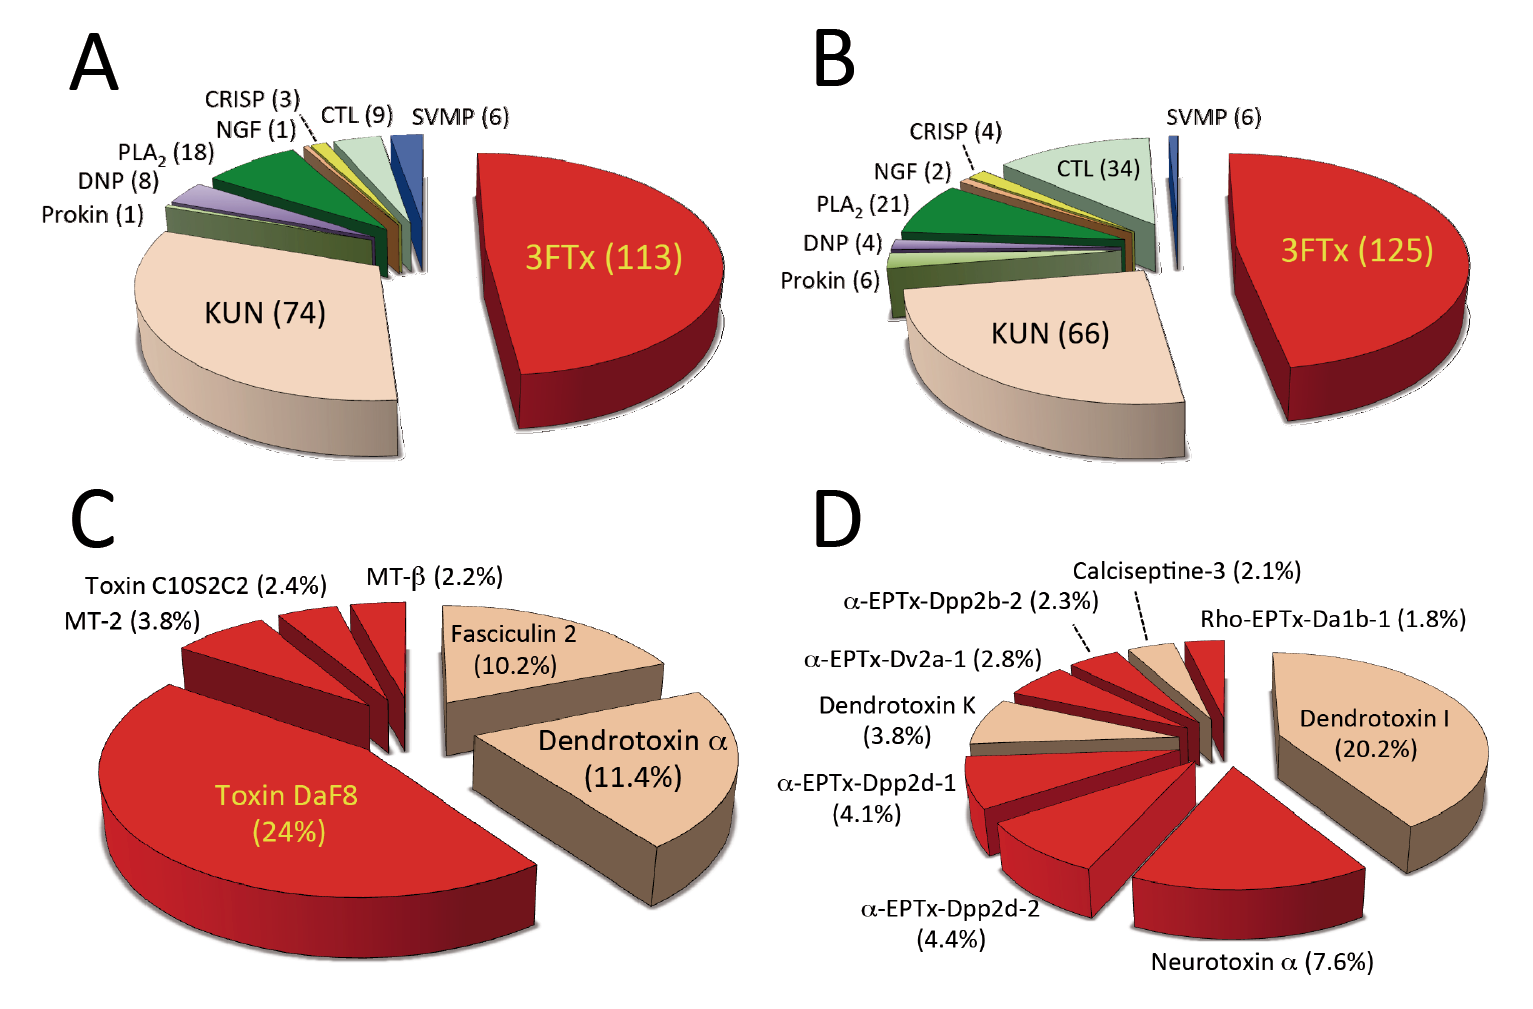 A
CRISP (3)
CTL (9)
SVMP (6)
NGF (1)
PLA2 (18)
DNP (8)
Prokin (1)
3FTx (113)
KUN (74)
B
SVMP (6)
CRISP (4)
CTL (34)
NGF (2)
PLA2 (21)
DNP (4)
Prokin (6)
3FTx (125)
KUN (66)
C
MT-β (2.2%)
Toxin C10S2C2 (2.4%)
MT-2 (3.8%)
Fasciculin 2
(10.2%)
Dendrotoxin α
(11.4%)
Toxin DaF8
(24%)
D
Calciseptine-3 (2.1%)
α-EPTx-Dpp2b-2 (2.3%)
Rho-EPTx-Da1b-1 (1.8%)
α-EPTx-Dv2a-1 (2.8%)
Dendrotoxin K
(3.8%)
Dendrotoxin I
(20.2%)
α-EPTx-Dpp2d-1
(4.1%)
α-EPTx-Dpp2d-2
(4.4%)
Neurotoxin α (7.6%)